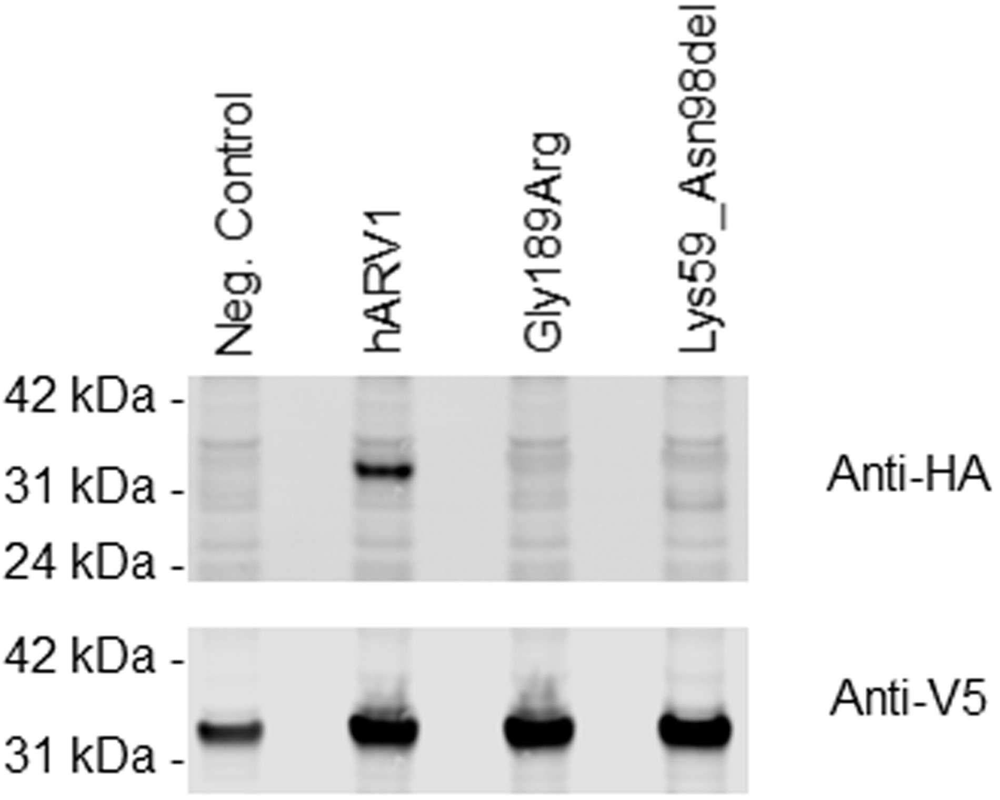 Neg. Control
hARV1
Gly189Arg
Lys59_Asn98del
42 kDa -
31 kDa -
24 kDa -
Anti-HA
42 kDa -
31 kDa -
Anti-V5